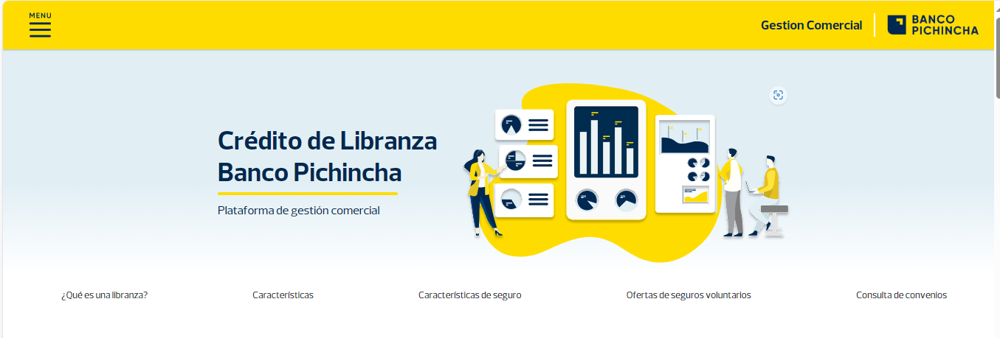 MENU
Gestion Comercial
BANCO
PICHINCHA
Crédito de Libranza
Banco Pichincha
Plataforma de gestión comercial
¿Qué es una libranza?
Características
Características de seguro
Ofertas de seguros voluntarios
Consulta de convenios